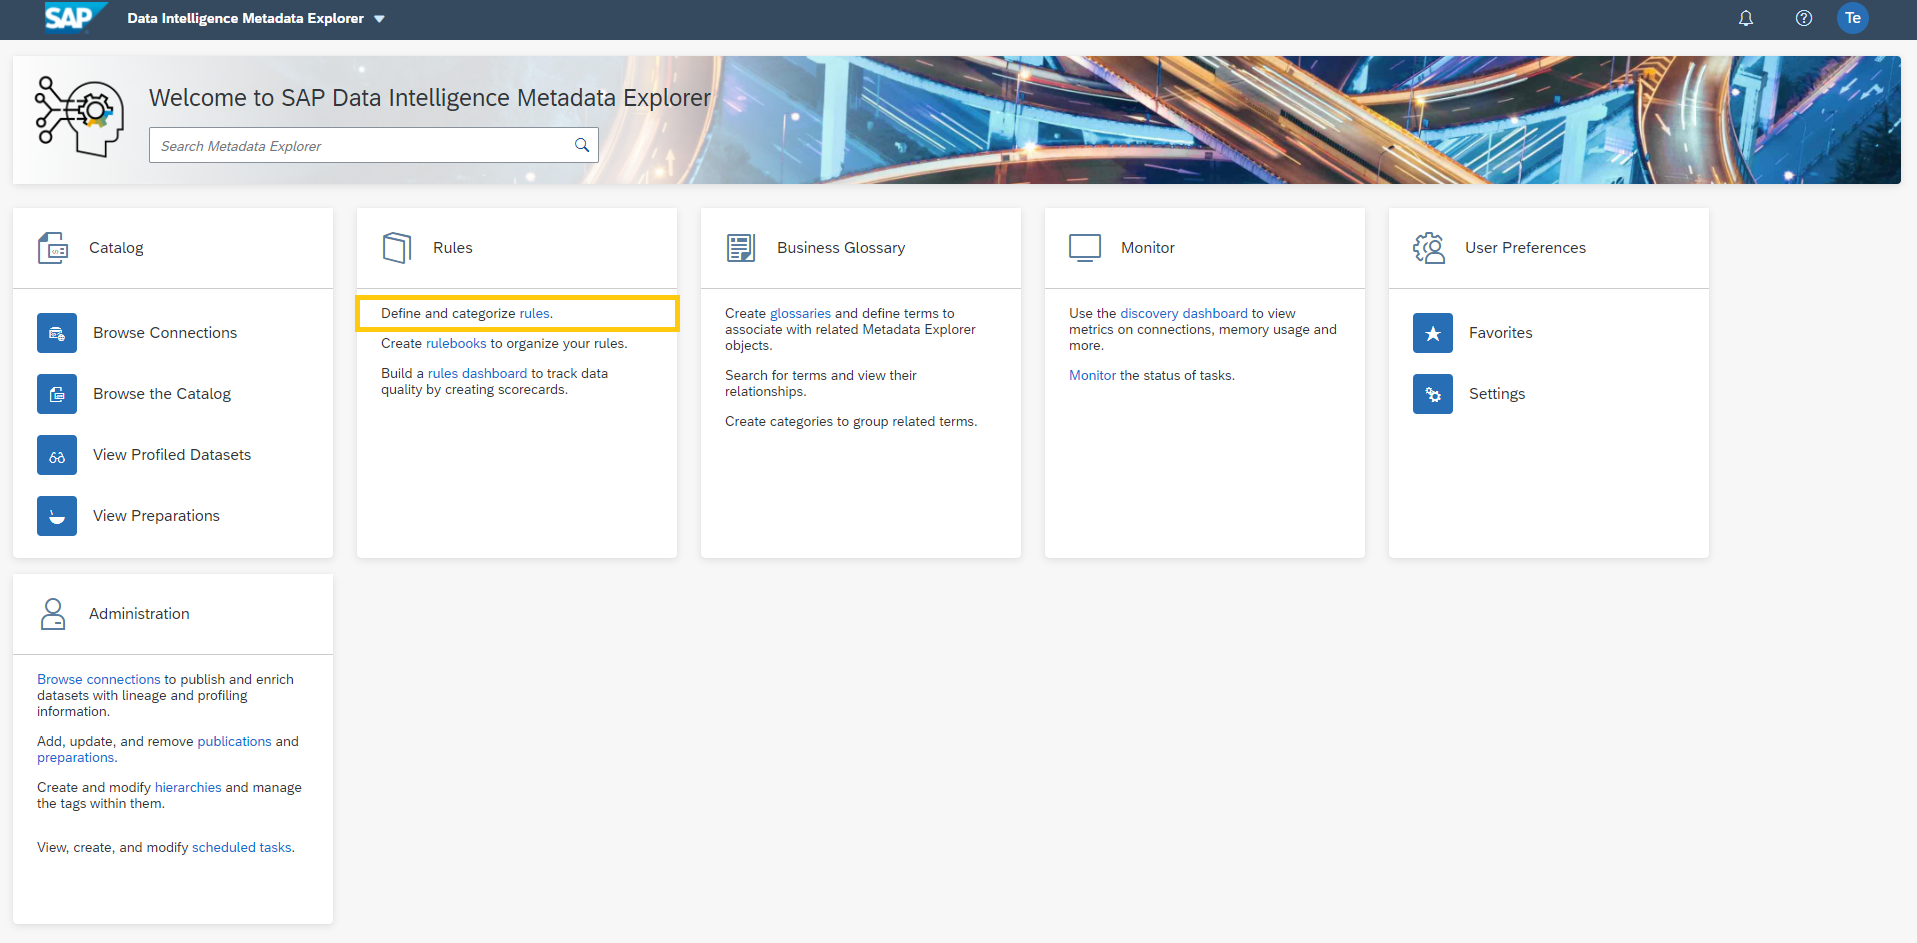 SAP
Data Intelligence Metadata Explorer
Te
Welcome to SAP Data Intelligence Metadata Explorer
Search Metadata Explorer
Catalog
Browse Connections
Browse the Catalog
View Profiled Datasets
View Preparations
Rules
Define and categorize rules.
Create rulebooks to organize your rules.
Build a rules dashboard to track data
quality by creating scorecards.
Business Glossary
Create glossaries and define terms to
associate with related Metadata Explorer
objects.
Search for terms and view their
relationships.
Create categories to group related terms.
Monitor
Use the discovery dashboard to view
metrics on connections, memory usage and
more.
Monitor the status of tasks.
User Preferences
Favorites
Settings
Administration
Browse connections to publish and enrich
datasets with lineage and profiling
information.
Add, update, and remove publications and
preparations.
Create and modify hierarchies and manage
the tags within them.
View, create, and modify scheduled tasks.